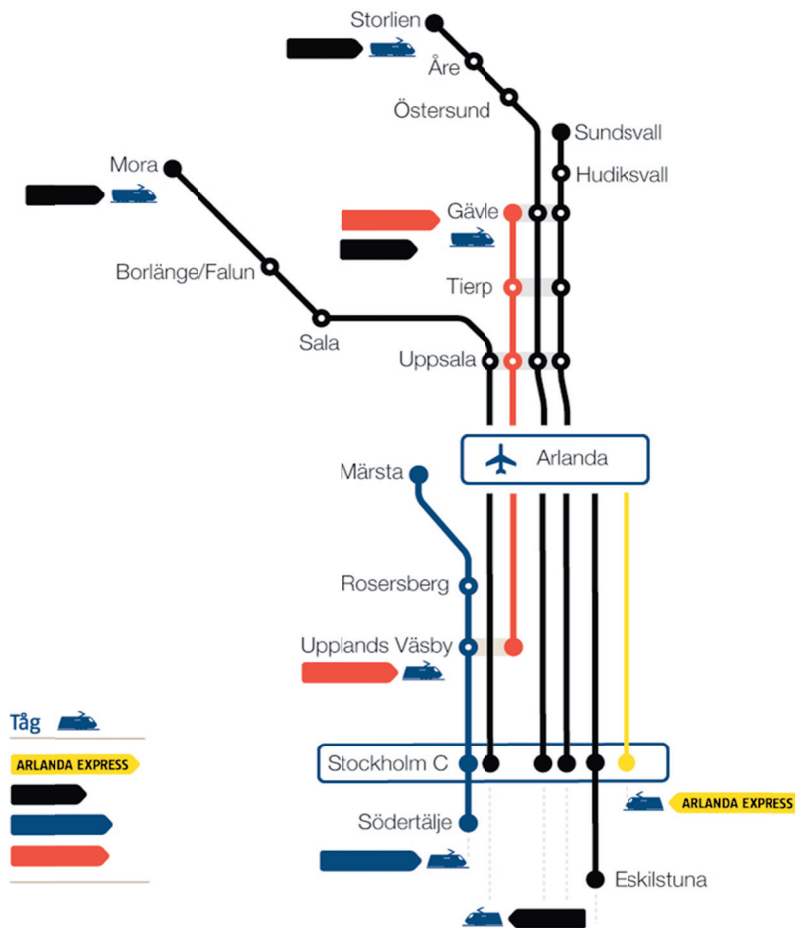 Storlien
Åre
Östersund
Sundsvall
Mora
Hudiksvall
Gävle
Borlänge/Falun
Tierp
Sala
Uppsala
Arlanda
Märsta
Rosersberg
Upplands Väsby
Tåg
ARLANDA EXPRESS
Stockholm C
ARLANDA EXPRESS
Södertälje
Eskilstuna